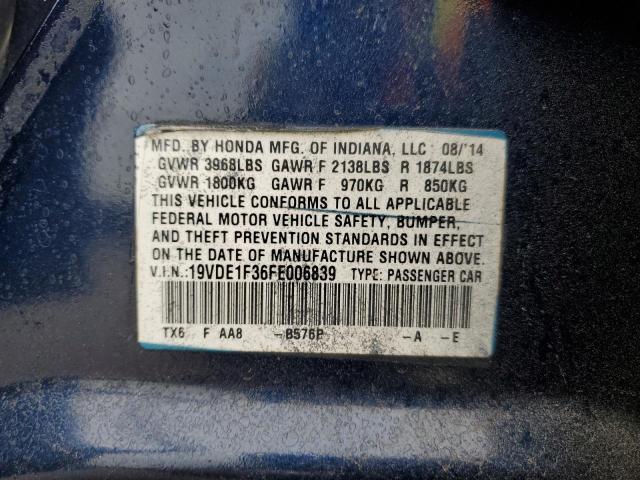 MFD. BY HONDA MFG. OF INDIANA, LLC 08/'14
GVWR 3968LBS GAWR F 2138LBS R 1874LBS
GVWR 1800KG GAWR F 970KG R 850KG
THIS VEHICLE CONFORMS TO ALL APPLICABLE
FEDERAL MOTOR VEHICLE SAFETY, BUMPER,
AND THEFT PREVENTION STANDARDS IN EFFECT
ON THE DATE OF MANUFACTURE SHOWN ABOVE.
V.I.N.: 19VDE1F36FE006839 TYPE: PASSENGER CAR
TX6 F AA8 -B576P -A -E